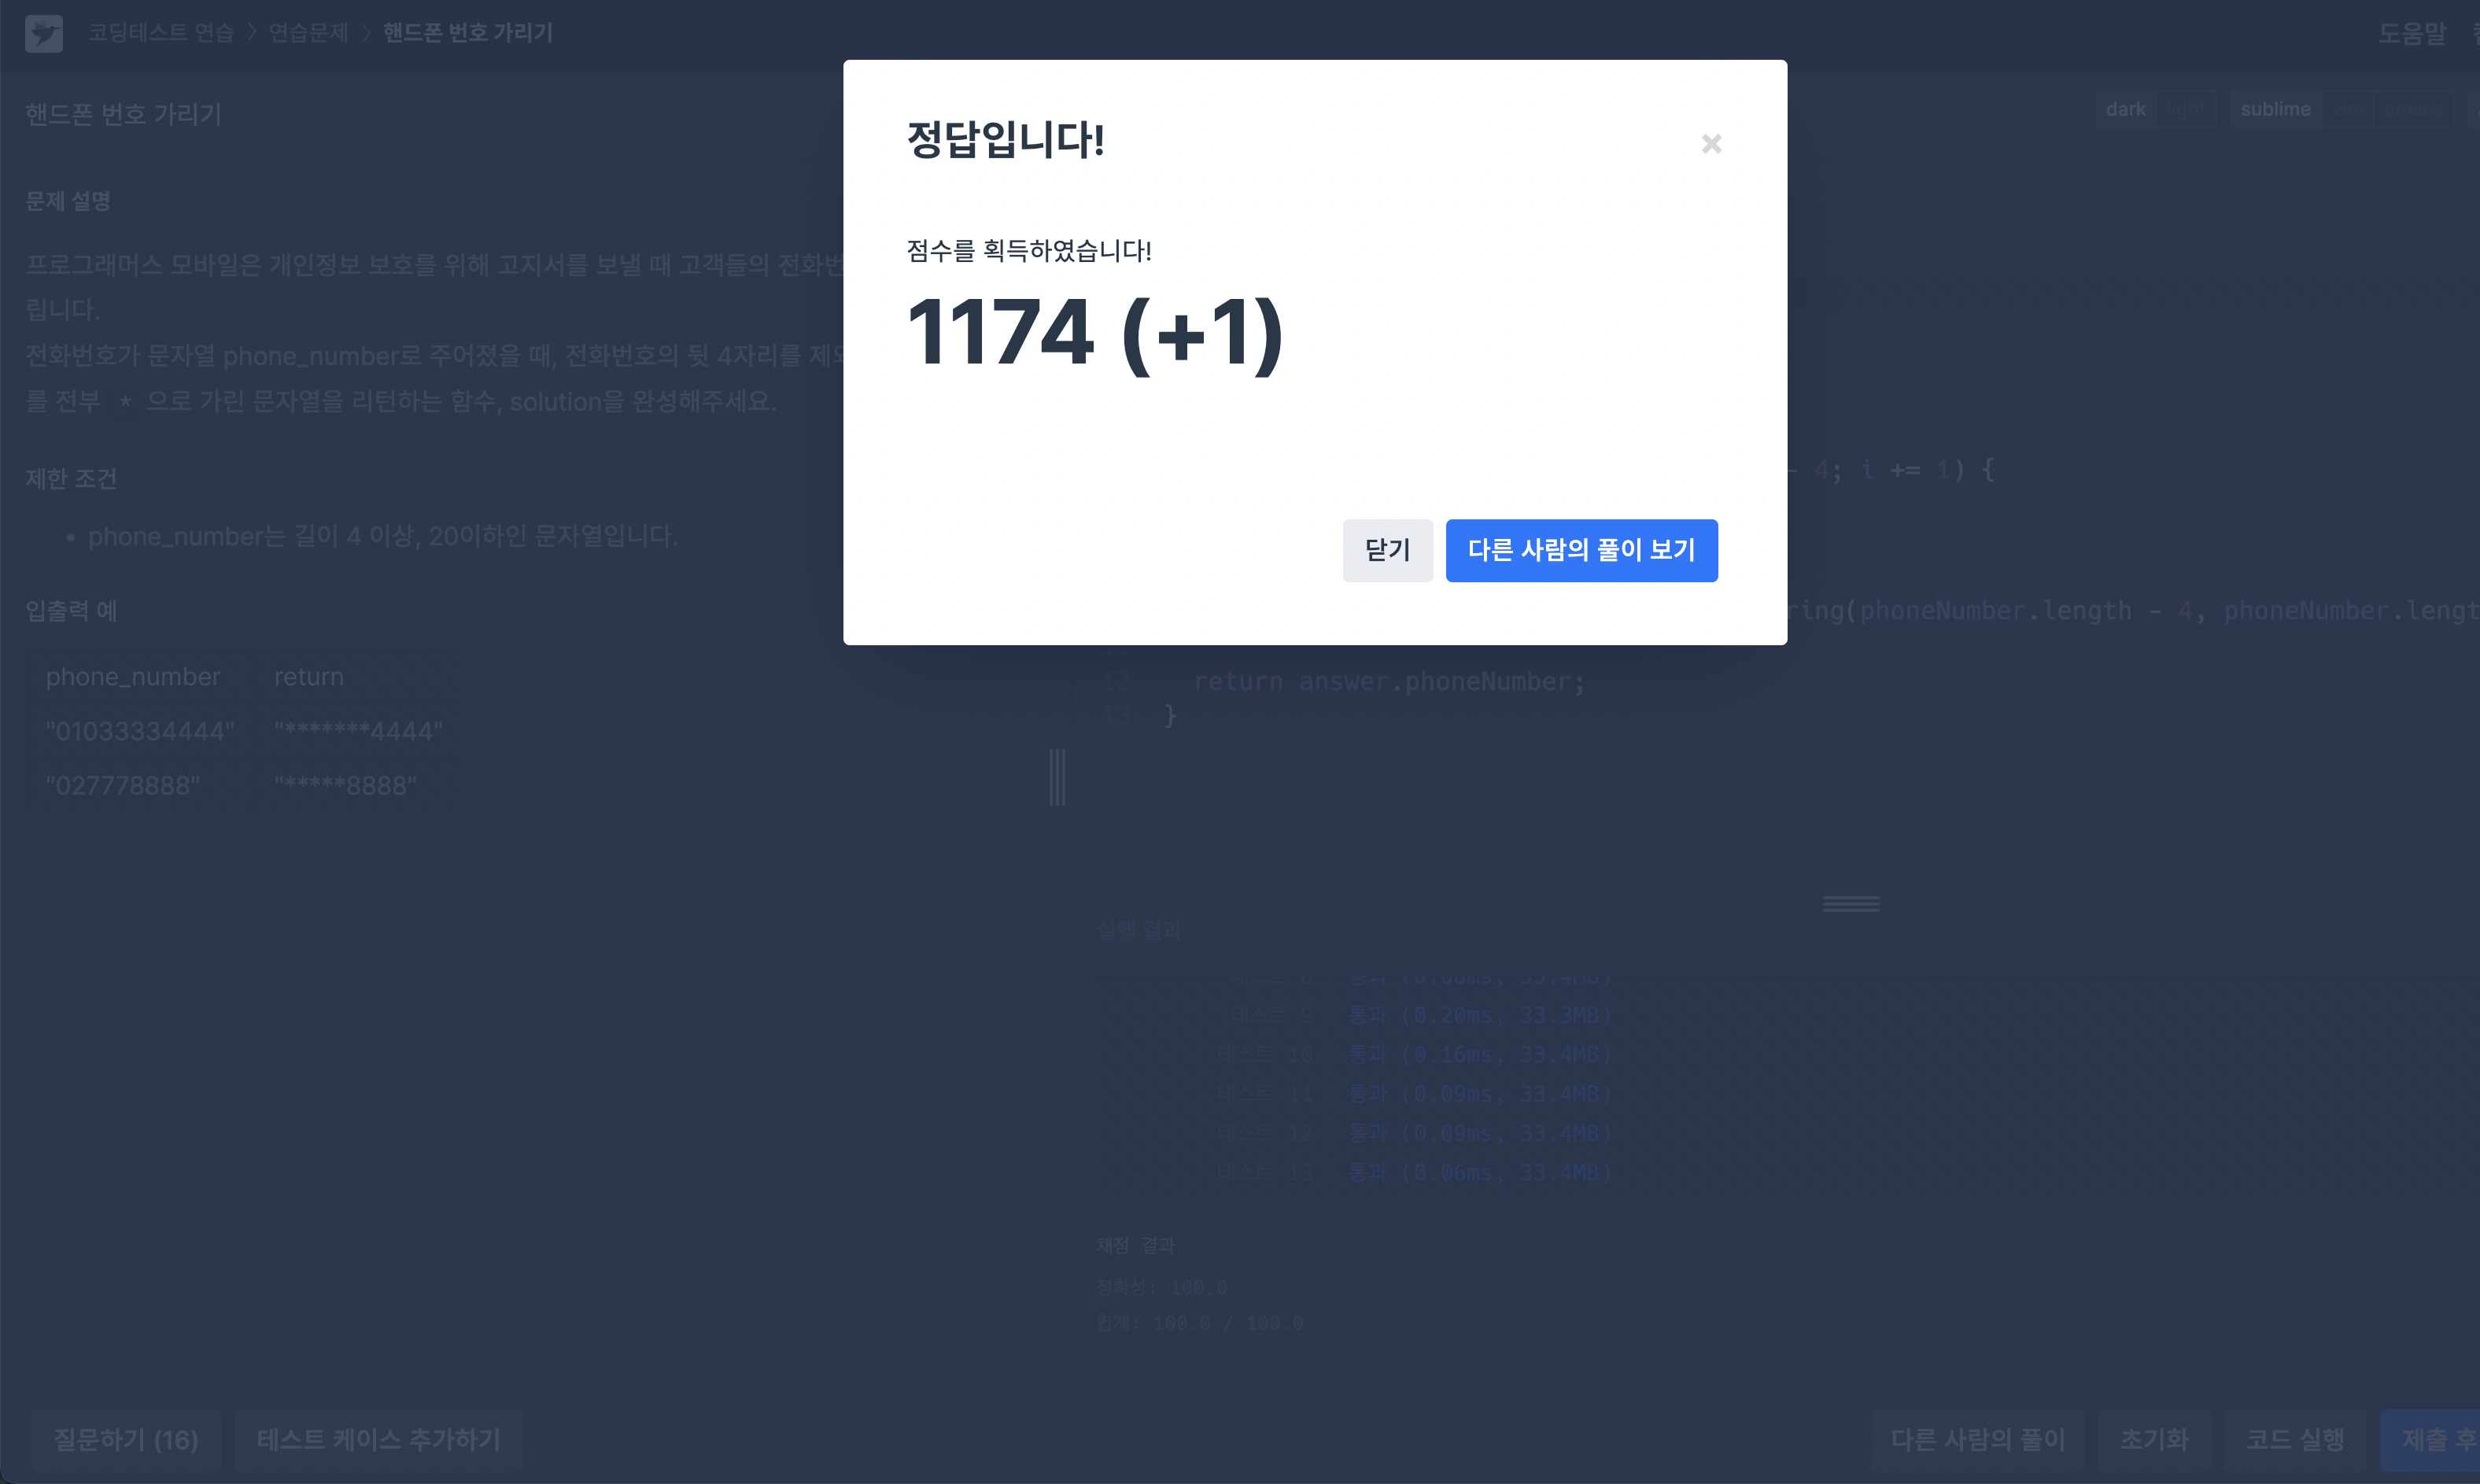 코딩테스트 연습 〉 연습문제 〉 핸드폰 번호 가리기
도움말
핸드폰 번호 가리기
dark light sublime vim emacs
문제 설명
프로그래머스 모바일은 개인정보 보호를 위해 고지서를 보낼 때 고객들의 전화번
립니다.
전화번호가 문자열 phone_number로 주어졌을 때, 전화번호의 뒷 4자리를
를 전부 * 으로 가린 문자열을 리턴하는 함수, solution을 완성해주세요.
제한 조건
• phone_number는 길이 4 이상, 20이하인 문자열입니다.
입출력 예
phone_number return
"01033334444" "*******4444"
"027778888" "*****8888"
정답입니다!
×
점수를 획득하였습니다!
1174 (+1)
닫기
다른 사람의 풀이 보기
- 4; i += 1) {
ring(phoneNumber.length - 4, phoneNumber.lengt
12 return answer.phoneNumber;
13 }
실행 결과
테스트 8 통과 (0.08ms, 33.4MB)
테스트 9 통과 (0.20ms, 33.3MB)
테스트 10 통과 (0.16ms, 33.4MB)
테스트 11 통과 (0.09ms, 33.4MB)
테스트 12 통과 (0.09ms, 33.4MB)
테스트 13 통과 (0.06ms, 33.4MB)
채점 결과
정확성: 100.0
합계: 100.0 / 100.0
질문하기 (16)
테스트 케이스 추가하기
다른 사람의 풀이
초기화
코드 실행
제출 후